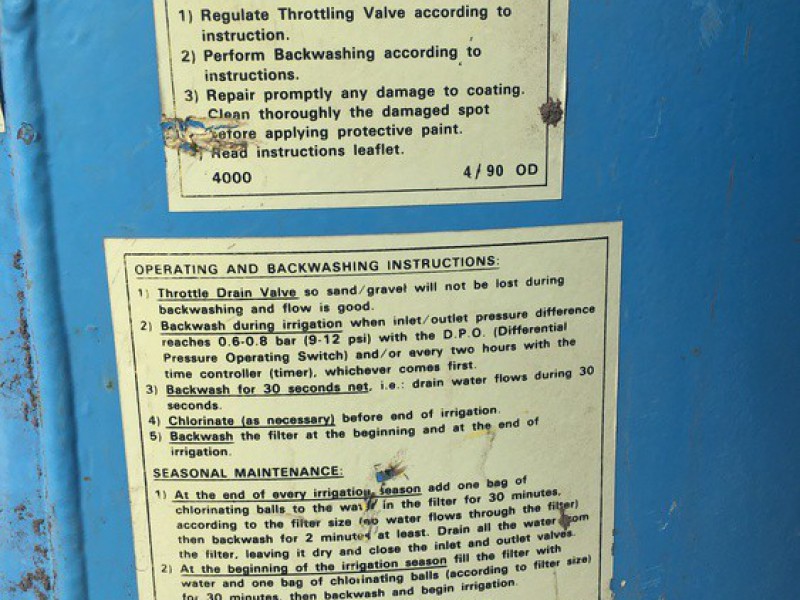 1) Regulate Throttling Valve according to
instruction.
2) Perform Backwashing according to
instructions.
3) Repair promptly any damage to coating.
Clean thoroughly the damaged spot
before applying protective paint.
Read instructions leaflet.
4000 4/90 OD
OPERATING AND BACKWASHING INSTRUCTIONS:
1) Throttle Drain Valve so sand/gravel will not be lost during
backwashing and flow is good.
2) Backwash during irrigation when inlet/outlet pressure difference
reaches 0.6-0.8 bar (9-12 psi) with the D.P.O. (Differential
Pressure Operating Switch) and/or every two hours with the
time controller (timer), whichever comes first.
3) Backwash for 30 seconds net, i.e.: drain water flows during 30
seconds.
4) Chlorinate (as necessary) before end of irrigation.
5) Backwash the filter at the beginning and at the end of
irrigation.
SEASONAL MAINTENANCE:
1) At the end of every irrigation season add one bag of
chlorinating balls to the water in the filter for 30 minutes,
according to the filter size (no water flows through the filter)
then backwash for 2 minutes at least. Drain all the water from
the filter, leaving it dry and close the inlet and outlet valves.
2) At the beginning of the irrigation season fill the filter with
water and one bag of chlorinating balls (according to filter size)
for 30 minutes, then backwash and begin irrigation.